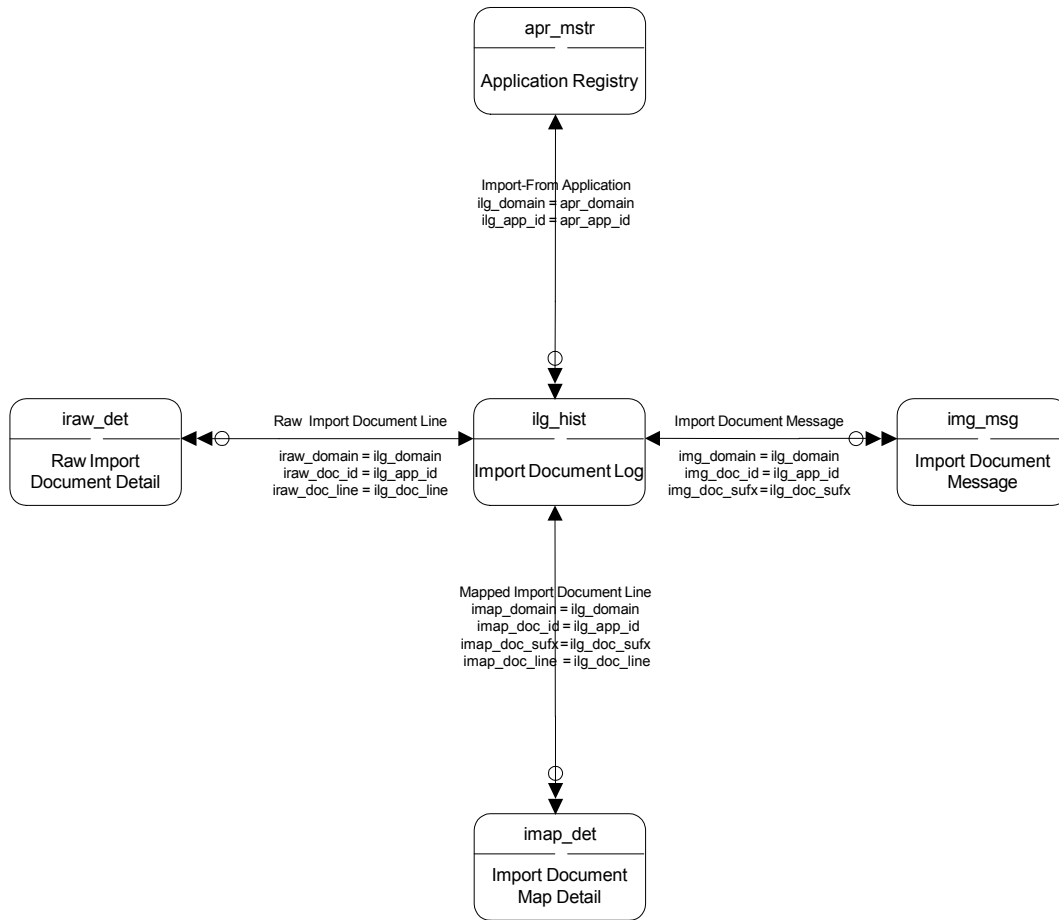 apr_mstr
Application Registry
Import-From Application
ilg_domain = apr_domain
ilg_app_id = apr_app_id
iraw_det
Raw Import
Document Detail
Raw Import Document Line
iraw_domain = ilg_domain
iraw_doc_id = ilg_app_id
iraw_doc_line = ilg_doc_line
ilg_hist
Import Document Log
Import Document Message
img_domain = ilg_domain
img_doc_id = ilg_app_id
img_doc_sufx = ilg_doc_sufx
img_msg
Import Document
Message
Mapped Import Document Line
imap_domain = ilg_domain
imap_doc_id = ilg_app_id
imap_doc_sufx = ilg_doc_sufx
imap_doc_line = ilg_doc_line
imap_det
Import Document
Map Detail